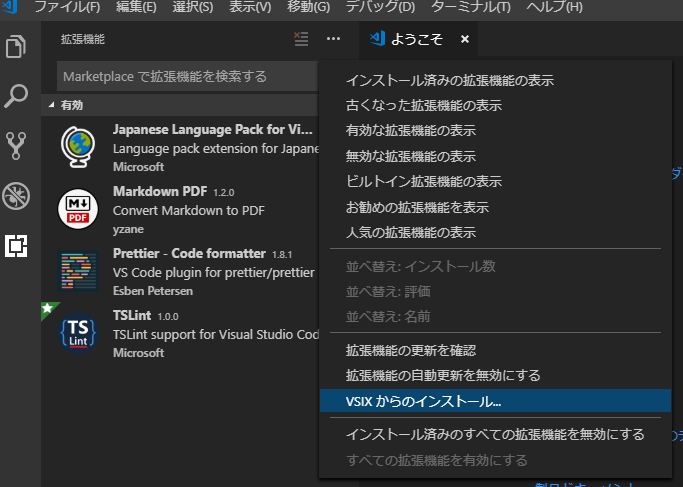 ファイル(F) 編集(E) 選択(S) 表示(V) 移動(G) デバッグ(D) ターミナル(T) ヘルプ(H)
拡張機能
ようこそ
Marketplace で拡張機能を検索する
有効
Japanese Language Pack for Vi...
Language pack extension for Japane
Microsoft
Markdown PDF 1.2.0
Convert Markdown to PDF
yzane
M
PDF
Prettier - Code formatter 1.8.1
VS Code plugin for prettier/prettier
Esben Petersen
TSLint 1.0.0
TSLint support for Visual Studio Cod
Microsoft
TS
Lint
インストール済みの拡張機能の表示
古くなった拡張機能の表示
有効な拡張機能の表示
無効な拡張機能の表示
ビルトイン拡張機能の表示
お勧めの拡張機能を表示
人気の拡張機能の表示
並べ替え: インストール数
並べ替え: 評価
並べ替え: 名前
拡張機能の更新を確認
拡張機能の自動更新を無効にする
VSIX からのインストール...
インストール済みのすべての拡張機能を無効にする
すべての拡張機能を有効にする